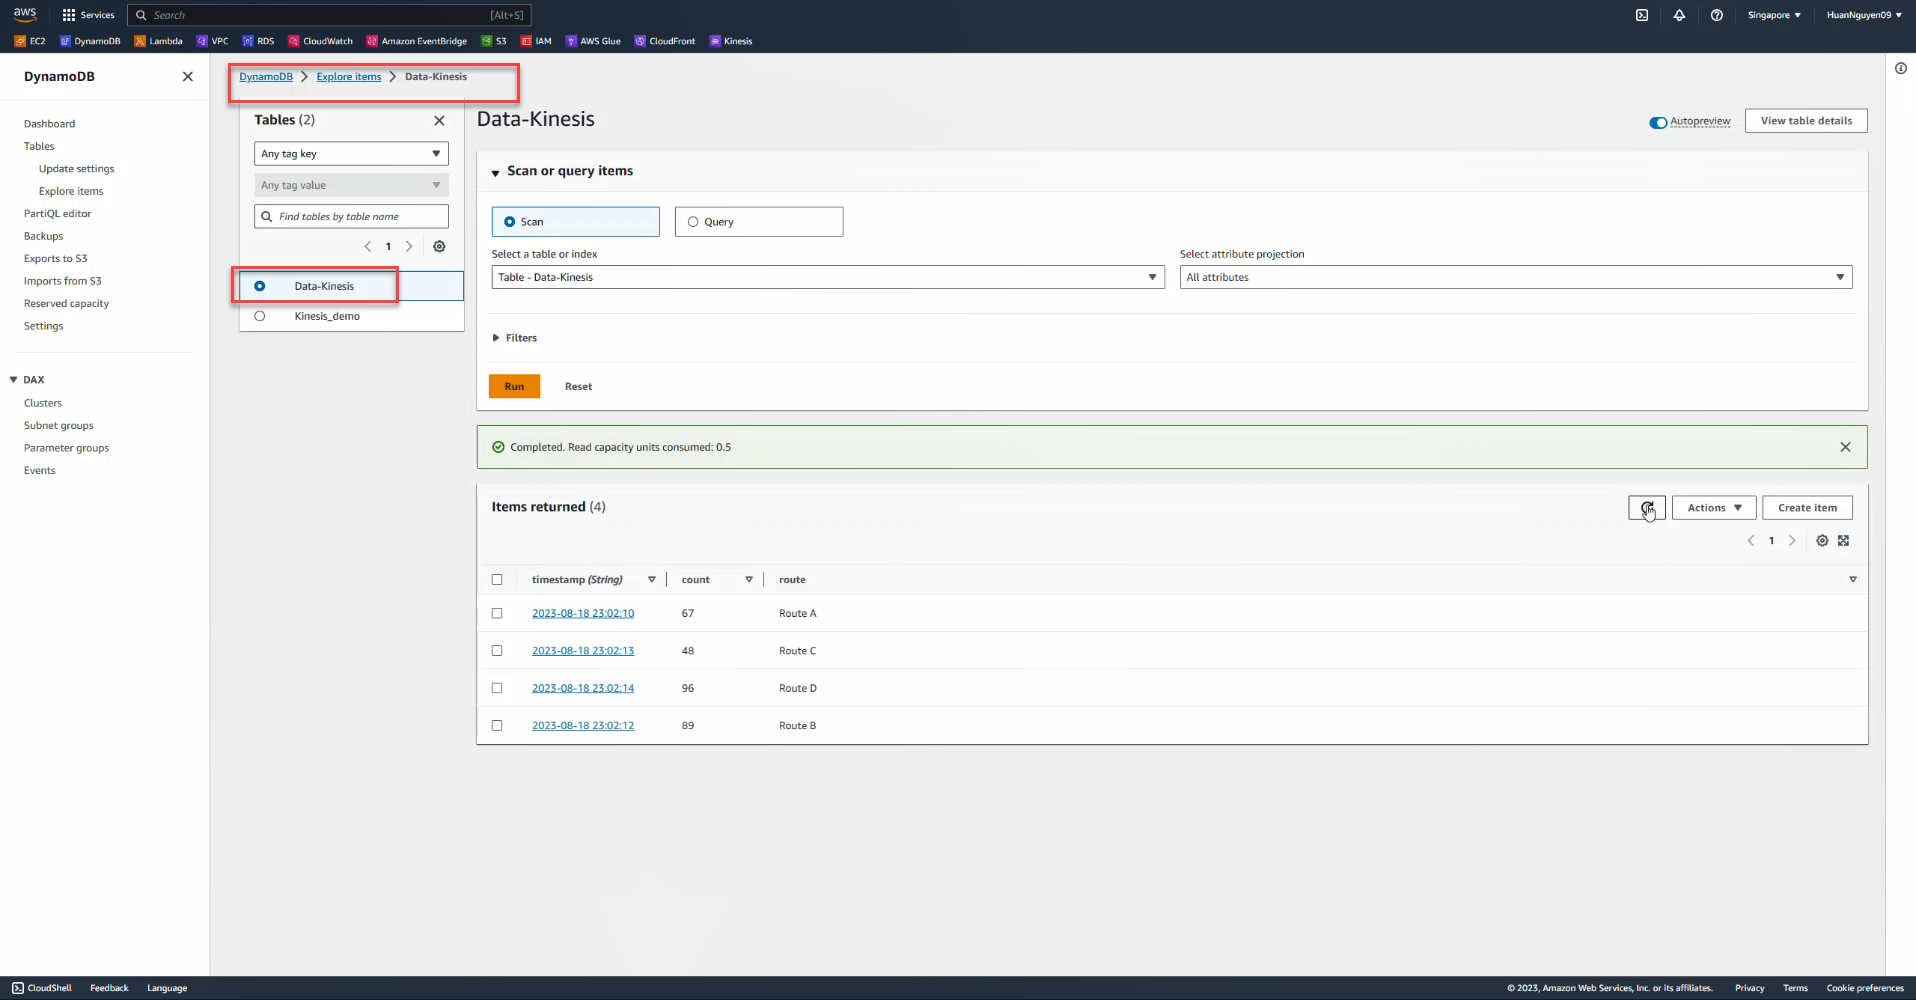 aws Services Search [Alt+S] Singapore HuanNguyen09
EC2 DynamoDB Lambda VPC RDS CloudWatch Amazon EventBridge S3 IAM AWS Glue CloudFront Kinesis
DynamoDB
Dashboard
Tables
Update settings
Explore items
PartiQL editor
Backups
Exports to S3
Imports from S3
Reserved capacity
Settings
DAX
Clusters
Subnet groups
Parameter groups
Events
DynamoDB Explore items Data-Kinesis
Tables (2)
Any tag key
Any tag value
Find tables by table name
1
Data-Kinesis
Kinesis_demo
Data-Kinesis
Autopreview View table details
Scan or query items
Scan Query
Select a table or index Select attribute projection
Table - Data-Kinesis All attributes
Filters
Run Reset
Completed. Read capacity units consumed: 0.5
Items returned (4) Actions Create item
1
timestamp (String) count route
2023-08-18 23:02:10 67 Route A
2023-08-18 23:02:13 48 Route C
2023-08-18 23:02:14 96 Route D
2023-08-18 23:02:12 89 Route B
CloudShell Feedback Language © 2023, Amazon Web Services, Inc. or its affiliates. Privacy Terms Cookie preferences